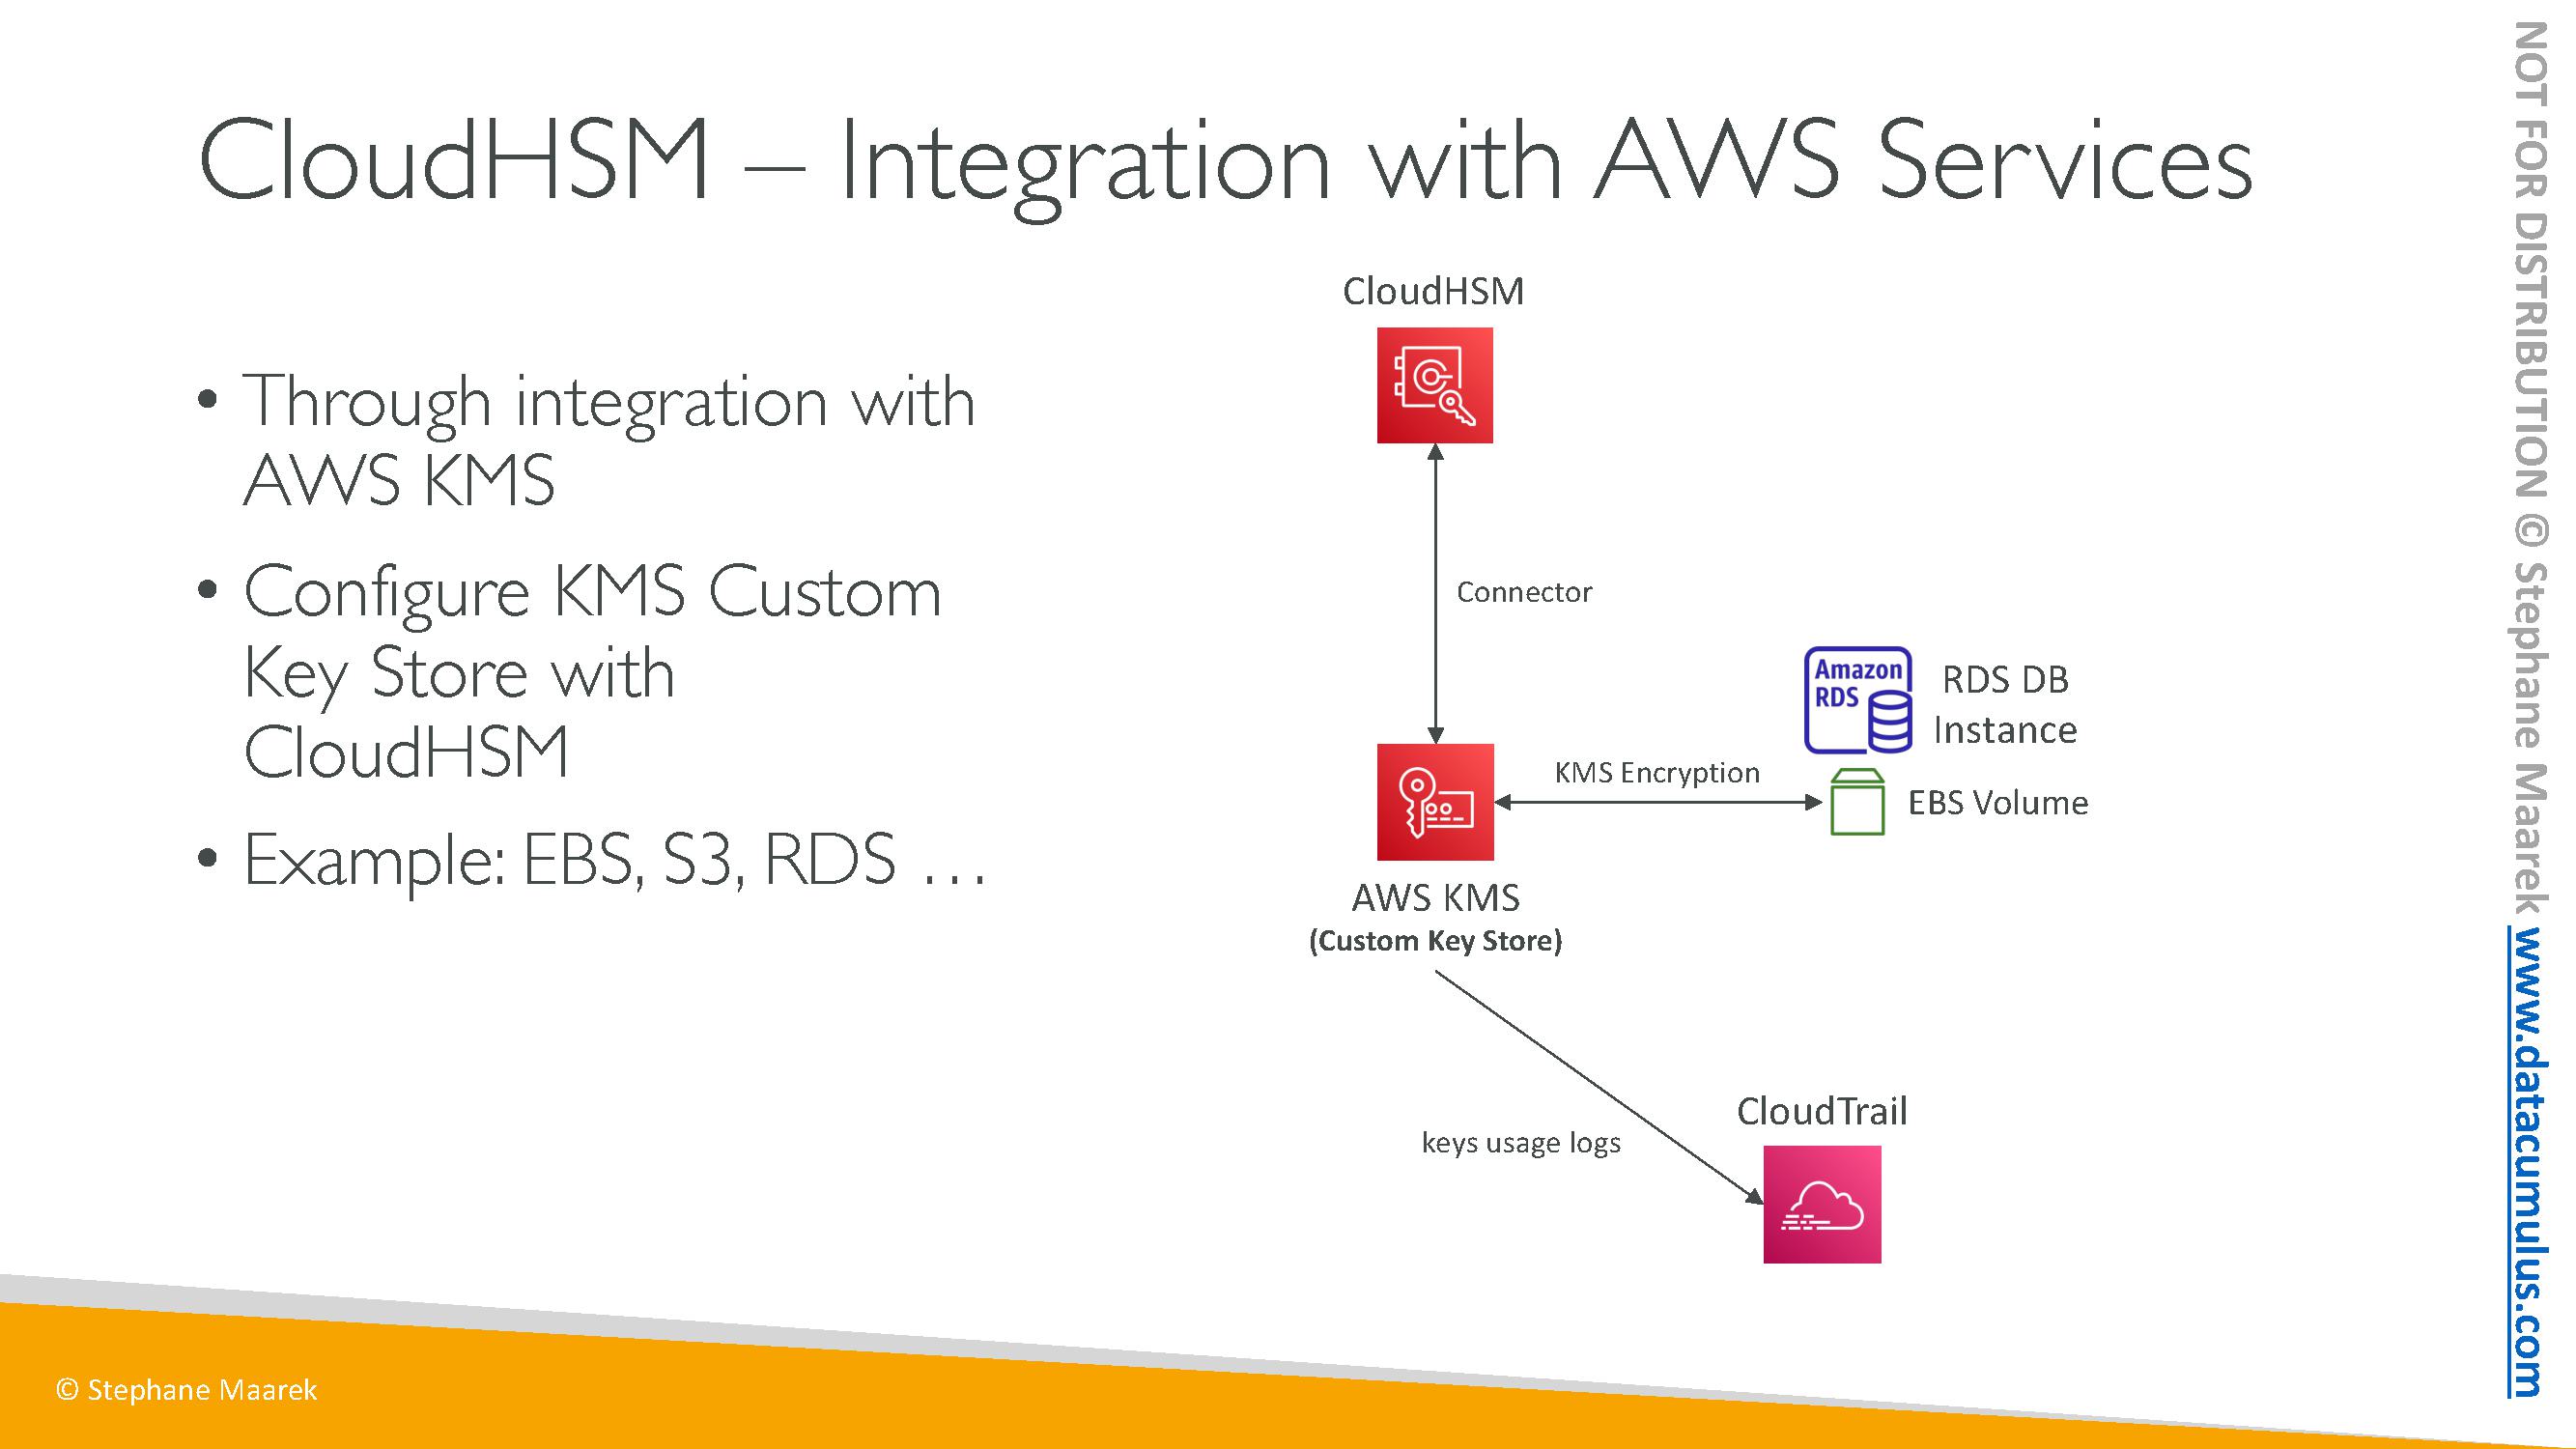 CloudHSM – Integration with AWS Services
• Through integration with
AWS KMS
• Configure KMS Custom
Key Store with
CloudHSM
• Example: EBS, S3, RDS …
CloudHSM
Connector
Amazon
RDS
RDS DB
Instance
KMS Encryption
EBS Volume
AWS KMS
(Custom Key Store)
keys usage logs
CloudTrail
© Stephane Maarek
NOT FOR DISTRIBUTION © Stephane Maarek www.datacumulus.com